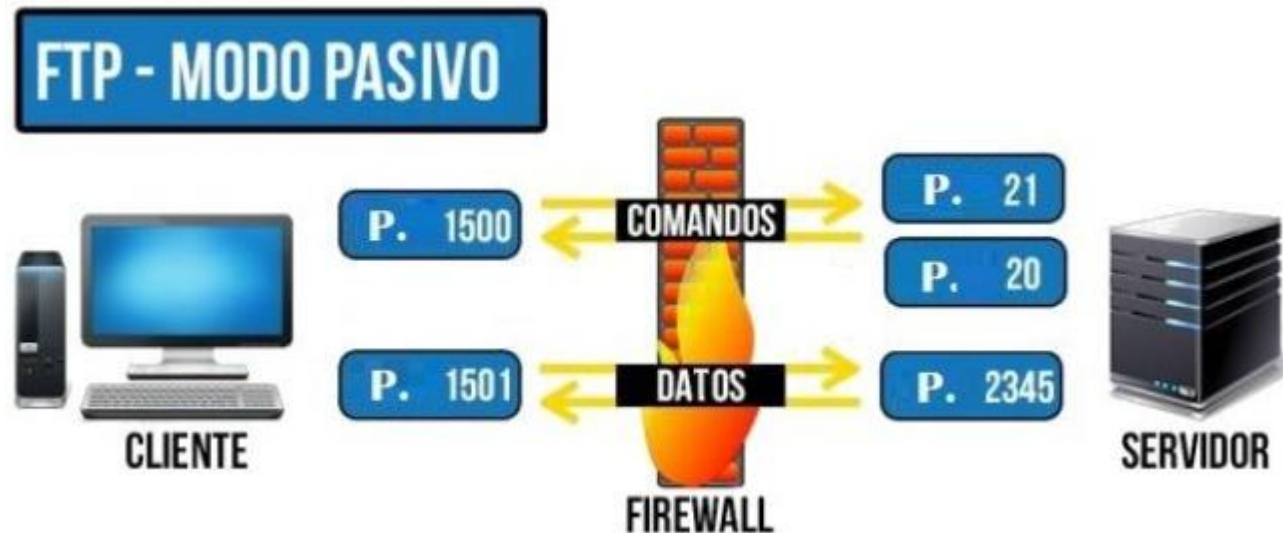 FTP - MODO PASIVO
P. 1500
COMANDOS
P. 21
P. 20
P. 1501
DATOS
P. 2345
CLIENTE
FIREWALL
SERVIDOR